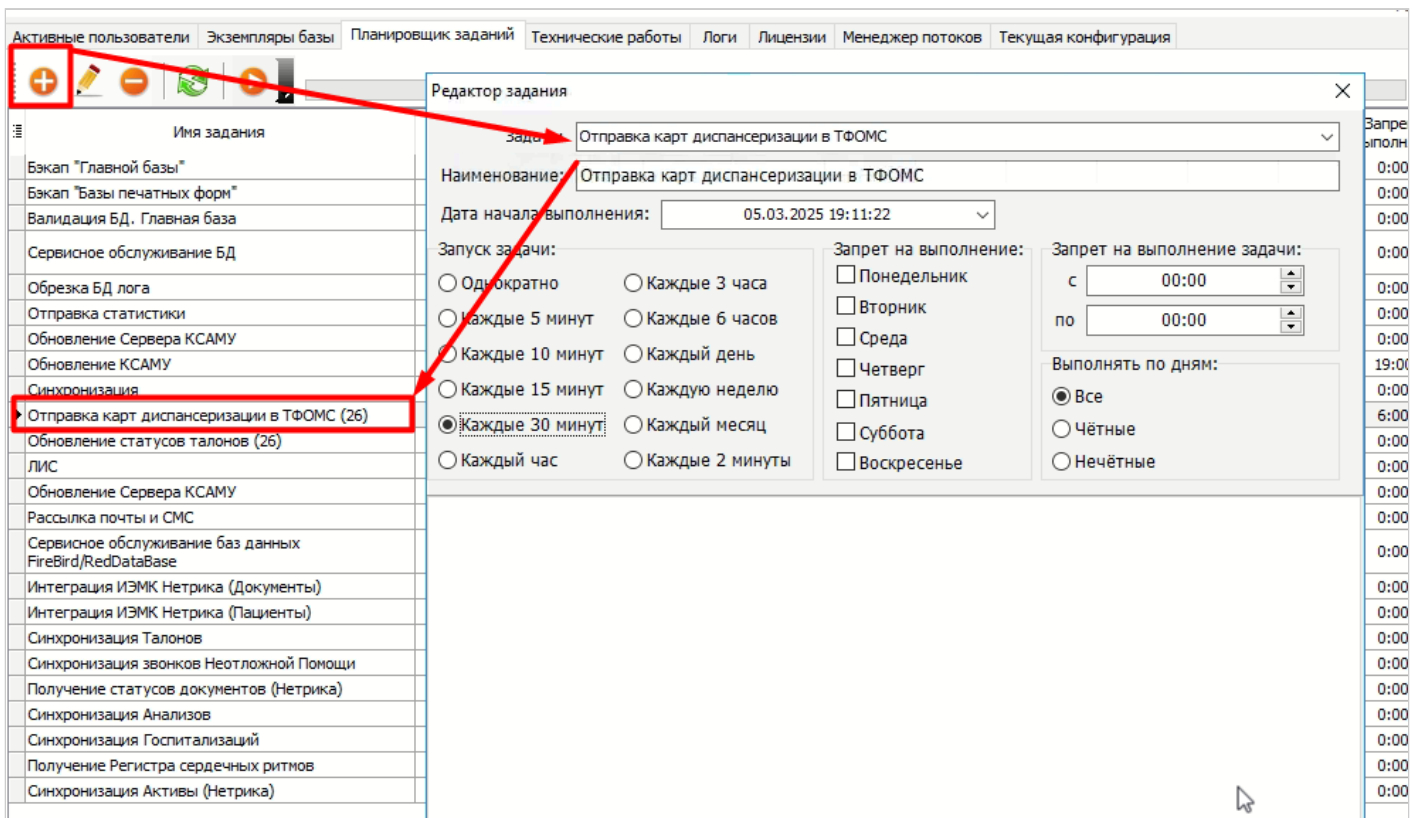 Активные пользователи Экземпляры базы Планировщик заданий Технические работы Логи Лицензии Менеджер потоков Текущая конфигурация
Редактор задания
Имя задания
Отправка карт диспансеризации в ТФОМС
Наименование: Отправка карт диспансеризации в ТФОМС
Дата начала выполнения: 05.03.2025 19:11:22
Запуск задачи:
Однократно
Каждые 5 минут
Каждые 10 минут
Каждые 15 минут
Каждые 30 минут
Каждый час
Каждые 3 часа
Каждые 6 часов
Каждый день
Каждую неделю
Каждый месяц
Каждые 2 минуты
Запрет на выполнение:
Понедельник
Вторник
Среда
Четверг
Пятница
Суббота
Воскресенье
Запрет на выполнение задачи:
с 00:00
по 00:00
Выполнять по дням:
Все
Чётные
Нечётные
Бэкап "Главной базы" 0:00
Бэкап "Базы печатных форм" 0:00
Валидация БД. Главная база 0:00
Сервисное обслуживание БД 0:00
Обрезка БД лога 0:00
Отправка статистики 0:00
Обновление Сервера КСАМУ 0:00
Обновление КСАМУ 19:00
Синхронизация 0:00
Отправка карт диспансеризации в ТФОМС (26) 6:00
Обновление статусов талонов (26) 0:00
ЛИС 0:00
Обновление Сервера КСАМУ 0:00
Рассылка почты и СМС 0:00
Сервисное обслуживание баз данных
FireBird/RedDataBase 0:00
Интеграция ИЭМК Нетрика (Документы) 0:00
Интеграция ИЭМК Нетрика (Пациенты) 0:00
Синхронизация Талонов 0:00
Синхронизация звонков Неотложной Помощи 0:00
Получение статусов документов (Нетрика) 0:00
Синхронизация Анализов 0:00
Синхронизация Госпитализаций 0:00
Получение Регистра сердечных ритмов 0:00
Синхронизация Активы (Нетрика) 0:00